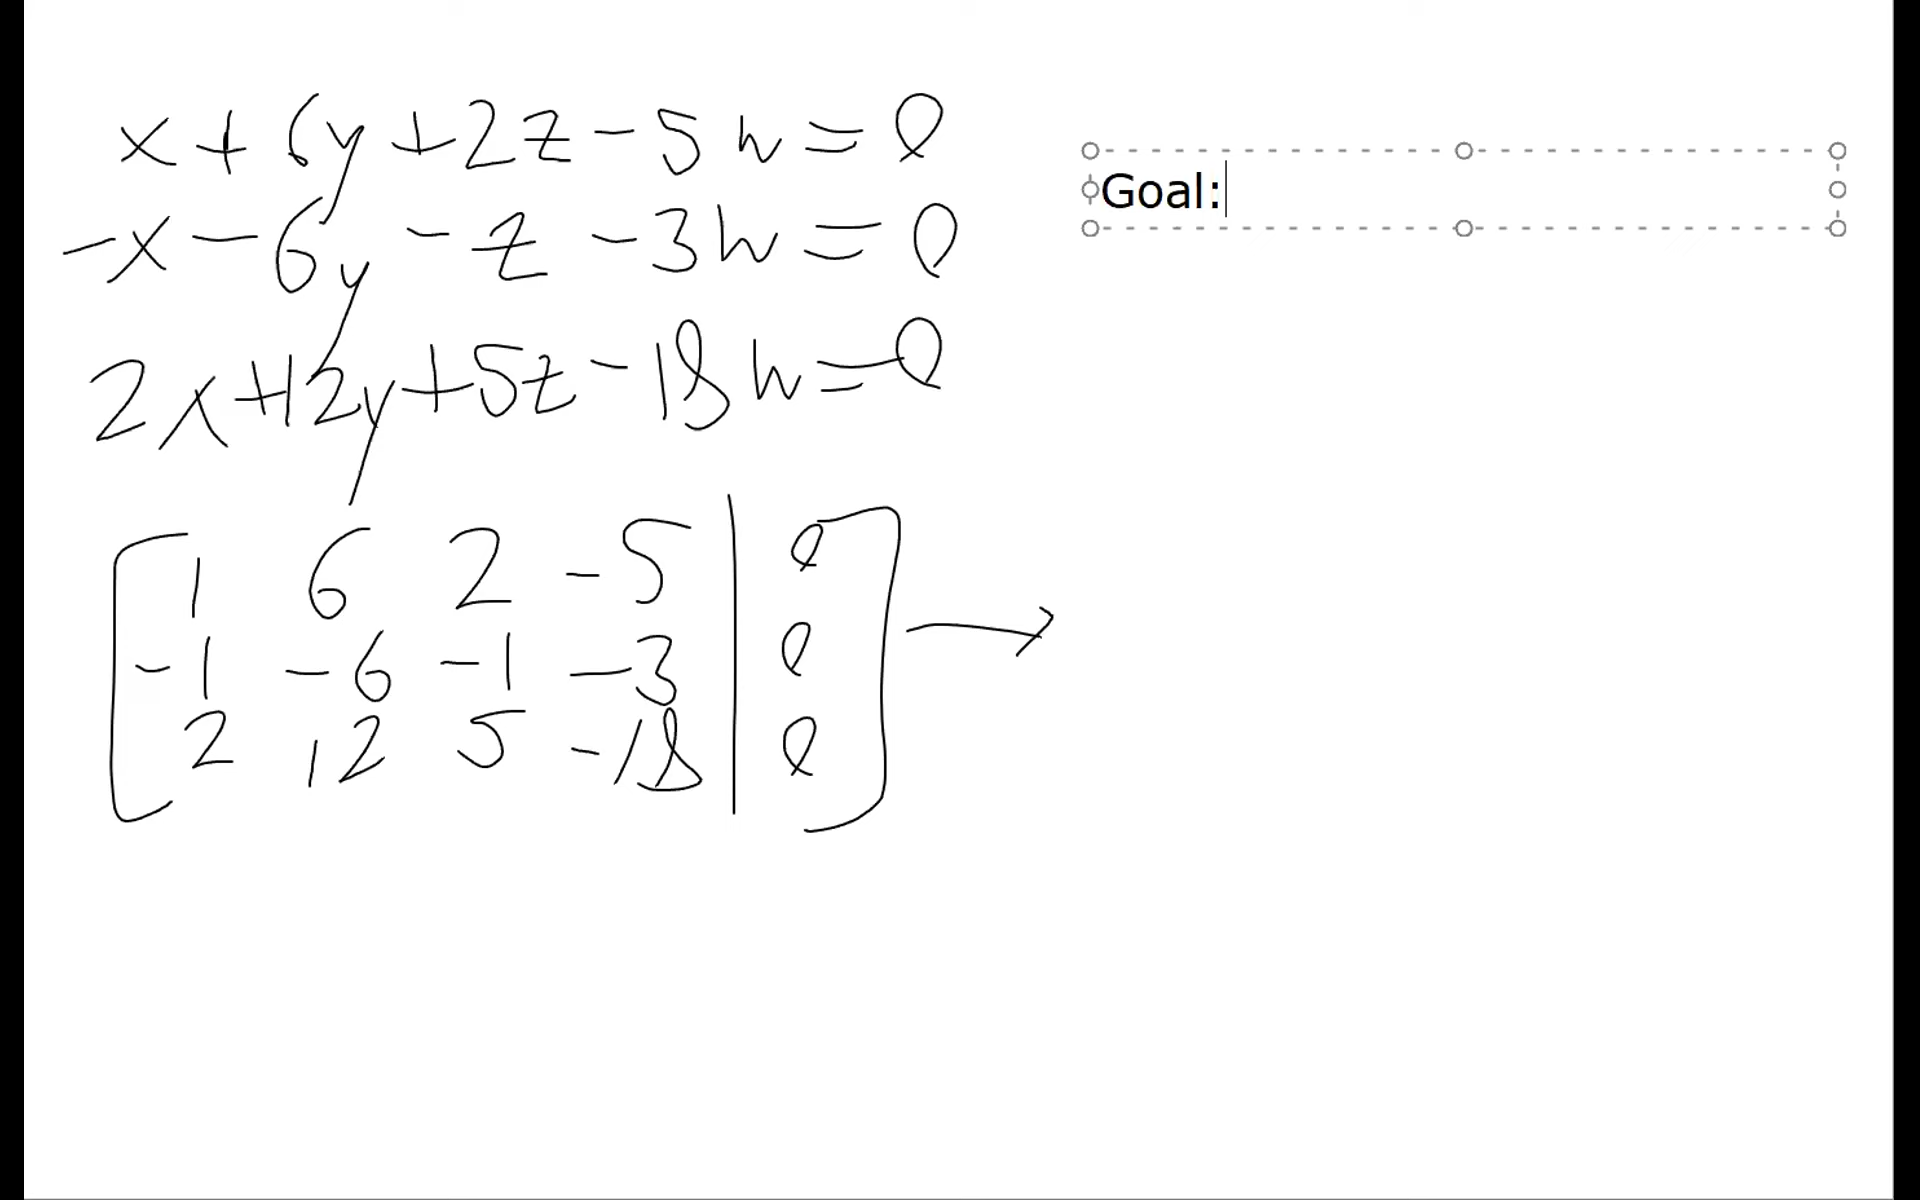 x + 6y + 2z - 5w = 0
-x - 6y - z - 3w = 0
2x + 12y + 5z - 18w = 0
Goal:
1 6 2 -5 | 0
-1 -6 -1 -3 | 0
2 12 5 -18 | 0